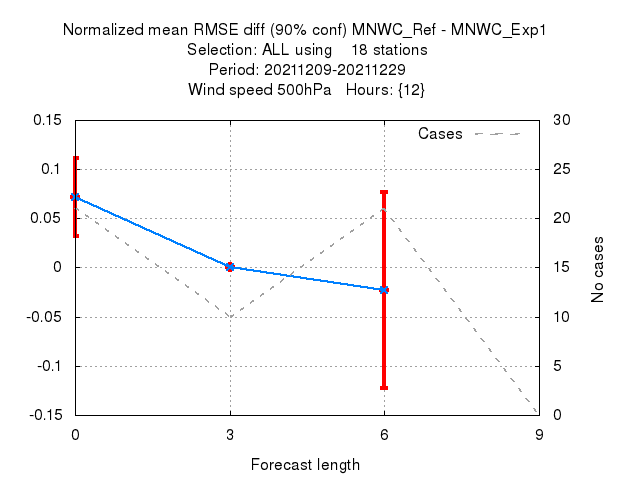 Normalized mean RMSE diff (90% conf) MNWC_Ref - MNWC_Exp1
Selection: ALL using 18 stations
Period: 20211209-20211229
Wind speed 500hPa Hours: {12}
Cases
0.15
0.1
0.05
0
-0.05
-0.1
-0.15
30
25
20
15
10
5
0
No cases
0 3 6 9
Forecast length